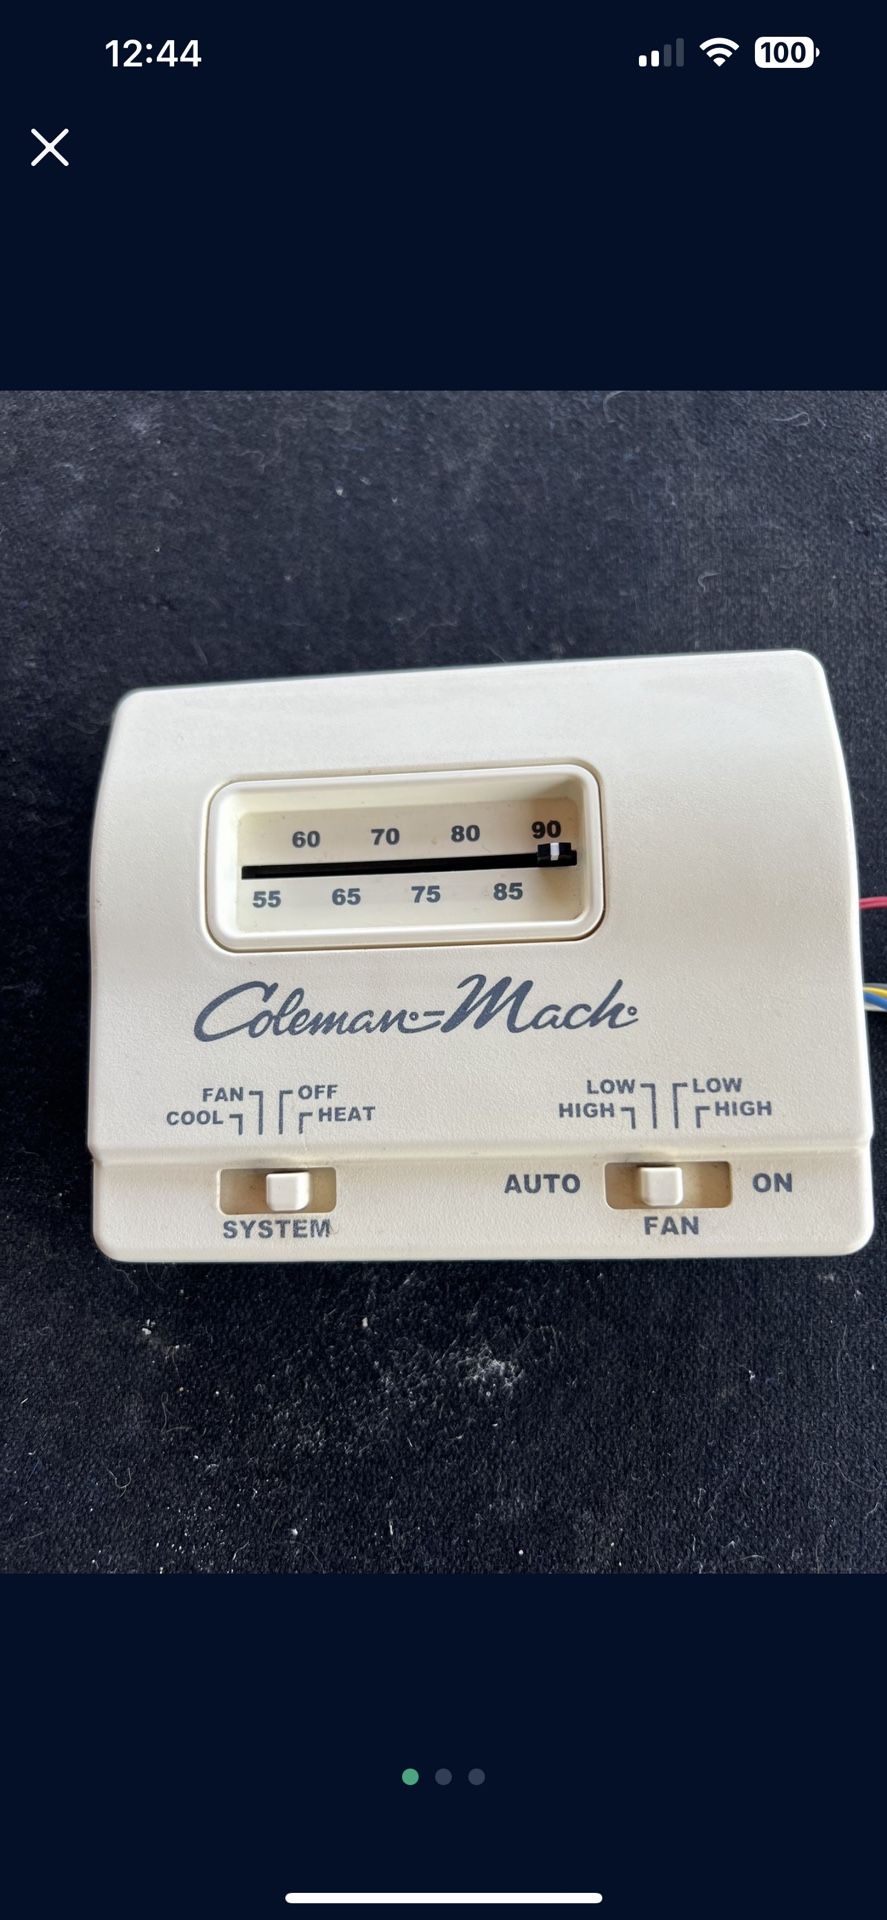 12:44
100
60 70 80 90
55 65 75 85
Coleman-Mach
FAN OFF
COOL HEAT
LOW LOW
HIGH HIGH
AUTO ON
SYSTEM
FAN